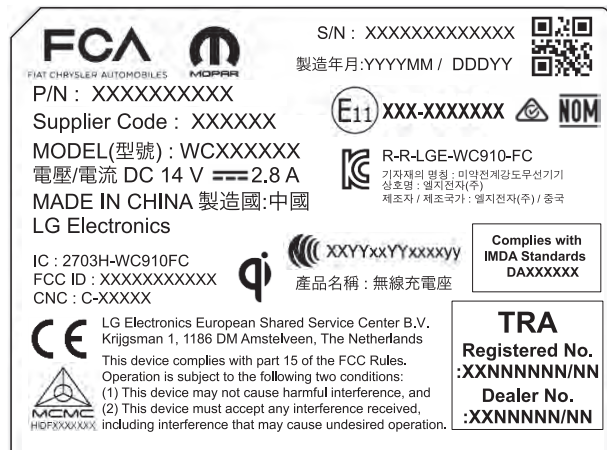 FCA
FIAT CHRYSLER AUTOMOBILES
MOPAR
S/N : XXXXXXXXXXXXX
製造年月:YYYYMM / DDDYY
P/N : XXXXXXXXXX
Supplier Code : XXXXXX
E11 XXX-XXXXXXX NOM
MODEL(型號) : WCXXXXXX
電壓/電流 DC 14 V 2.8 A
MADE IN CHINA 製造國:中國
LG Electronics
R-R-LGE-WC910-FC
기자재의 명칭 : 미약전계강도무선기기
상호명 : 엘지전자(주)
제조자 / 제조국가 : 엘지전자(주) / 중국
IC : 2703H-WC910FC
FCC ID : XXXXXXXXXXX
CNC : C-XXXXX
qi
XXYYxxYYxxxxyy
產品名稱 : 無線充電座
Complies with
IMDA Standards
DAXXXXXX
CE
LG Electronics European Shared Service Center B.V.
Krijgsman 1, 1186 DM Amstelveen, The Netherlands
This device complies with part 15 of the FCC Rules.
Operation is subject to the following two conditions:
(1) This device may not cause harmful interference, and
(2) This device must accept any interference received,
including interference that may cause undesired operation.
MCMC
HIDFXXXXXX
TRA
Registered No.
:XXNNNNNN/NN
Dealer No.
:XXNNNNN/NN